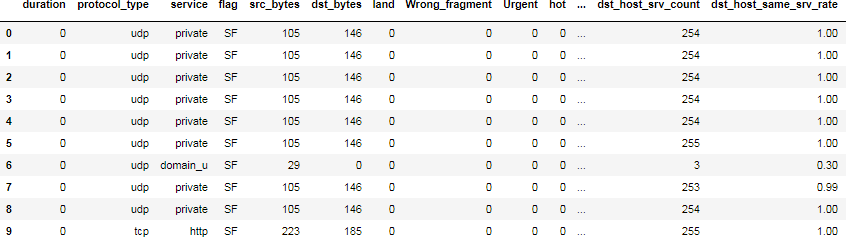 duration protocol_type service flag src_bytes dst_bytes land Wrong_fragment Urgent hot ... dst_host_srv_count dst_host_same_srv_rate
0 0 udp private SF 105 146 0 0 0 0 ... 254 1.00
1 0 udp private SF 105 146 0 0 0 0 ... 254 1.00
2 0 udp private SF 105 146 0 0 0 0 ... 254 1.00
3 0 udp private SF 105 146 0 0 0 0 ... 254 1.00
4 0 udp private SF 105 146 0 0 0 0 ... 254 1.00
5 0 udp private SF 105 146 0 0 0 0 ... 255 1.00
6 0 udp domain_u SF 29 0 0 0 0 0 ... 3 0.30
7 0 udp private SF 105 146 0 0 0 0 ... 253 0.99
8 0 udp private SF 105 146 0 0 0 0 ... 254 1.00
9 0 tcp http SF 223 185 0 0 0 0 ... 255 1.00